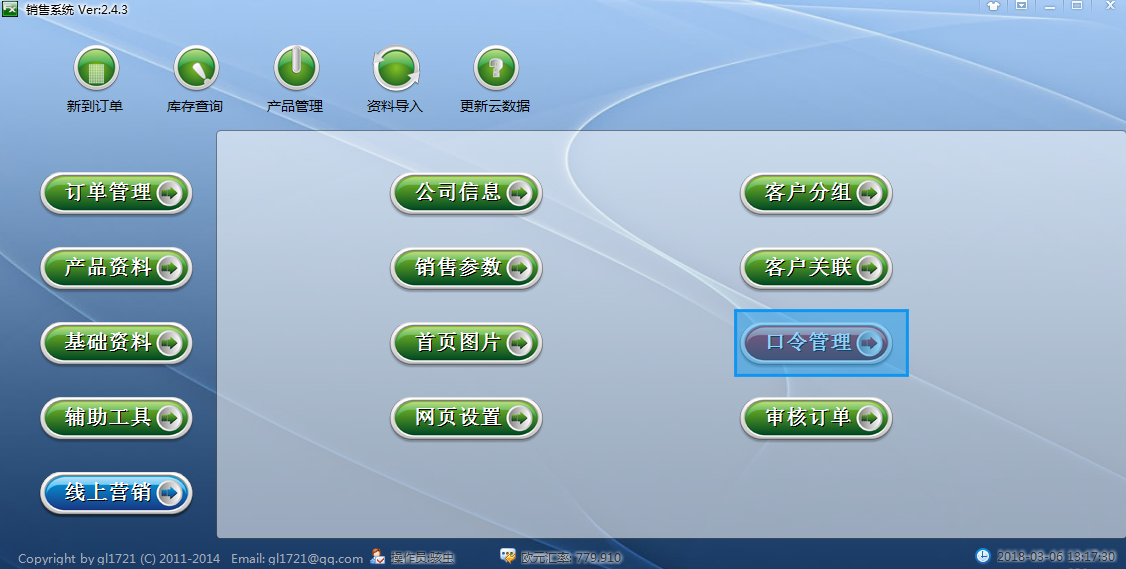 销售系统 Ver:2.4.3
新到订单 库存查询 产品管理 资料导入 更新云数据
订单管理 公司信息 客户分组
产品资料 销售参数 客户关联
基础资料 首页图片 口令管理
辅助工具 网页设置 审核订单
线上营销
Copyright by gl1721 (C) 2011-2014 Email: gl1721@qq.com 操作员 欧元汇率: 779.910 2018-03-06 13:17:30